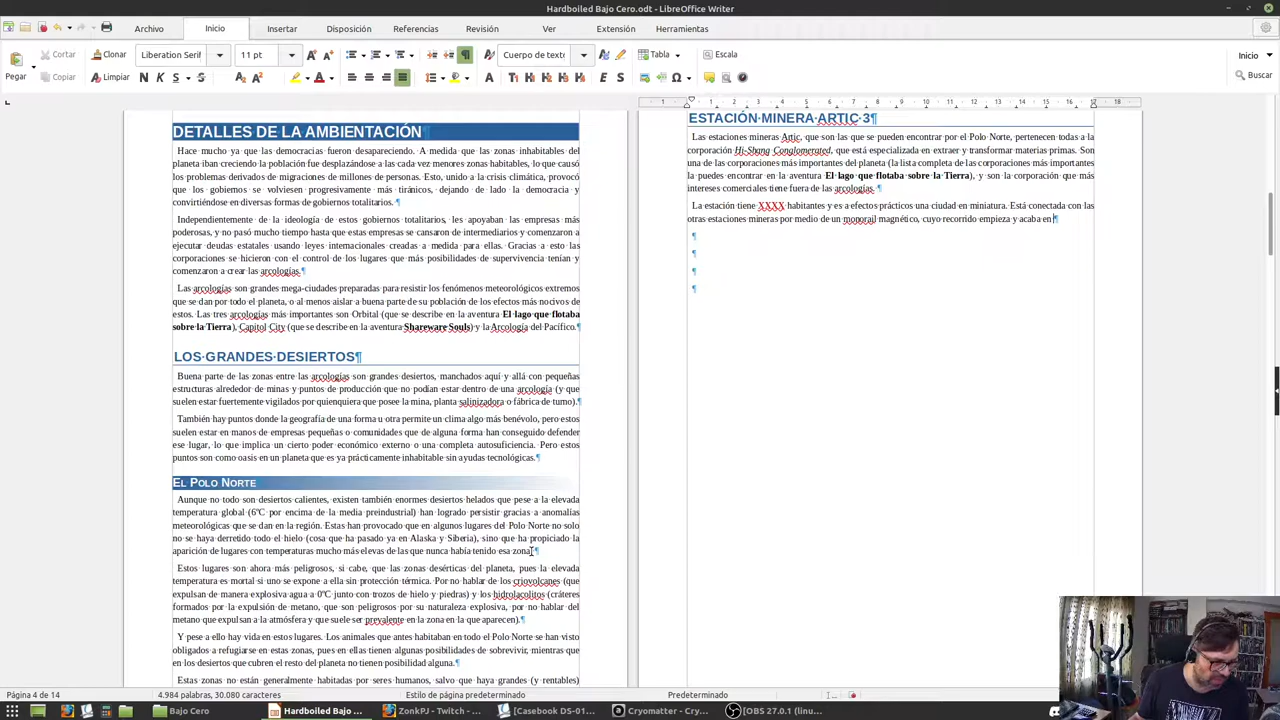 Hardboiled Bajo Cero.odt - LibreOffice Writer
Archivo Inicio Insertar Disposición Referencias Revisión Ver Extensión Herramientas
Pegar Cortar Clonar Liberation Serif 11 pt Cuerpo de texto Tabla Escala Inicio
Copiar Limpiar Buscar
DETALLES DE LA AMBIENTACIÓN¶
Hace mucho ya que las democracias fueron desapareciendo. A medida que las zonas inhabitables del
planeta iban creciendo la población fue desplazándose a las cada vez menores zonas habitables, lo que causó
los problemas derivados de migraciones de millones de personas. Esto, unido a la crisis climática, provocó
que los gobiernos se volviesen progresivamente más tiránicos, dejando de lado la democracia y
convirtiéndose en diversas formas de gobiernos totalitarios. ¶
Independientemente de la ideología de estos gobiernos totalitarios, les apoyaban las empresas más
poderosas, y no pasó mucho tiempo hasta que estas empresas se cansaron de intermediarios y comenzaron a
ejecutar deudas estatales usando leyes internacionales creadas a medida para ellas. Gracias a esto las
corporaciones se hicieron con el control de los lugares que más posibilidades de supervivencia tenían y
comenzaron a crear las arcologías.¶
Las arcologías son grandes mega-ciudades preparadas para resistir los fenómenos meteorológicos extremos
que se dan por todo el planeta, o al menos aislar a buena parte de su población de los efectos más nocivos de
estos. Las tres arcologías más importantes son Orbital (que se describe en la aventura El lago que flotaba
sobre la Tierra), Capitol City (que se describe en la aventura Shareware Souls) y la Arcología del Pacífico.¶
LOS GRANDES DESIERTOS¶
Buena parte de las zonas entre las arcologías son grandes desiertos, manchados aquí y allá con pequeñas
estructuras alrededor de minas y puntos de producción que no podían estar dentro de una arcología (y que
suelen estar fuertemente vigilados por quienquiera que posee la mina, planta salinizadora o fábrica de turno).¶
También hay puntos donde la geografía de una forma u otra permite un clima algo más benévolo, pero estos
suelen estar en manos de empresas pequeñas o comunidades que de alguna forma han conseguido defender
ese lugar, lo que implica un cierto poder económico externo o una completa autosuficiencia. Pero estos
puntos son como oasis en un planeta que es ya prácticamente inhabitable sin ayudas tecnológicas.¶
EL POLO NORTE
Aunque no todo son desiertos calientes, existen también enormes desiertos helados que pese a la elevada
temperatura global (6ºC por encima de la media preindustrial) han logrado persistir gracias a anomalías
meteorológicas que se dan en la región. Estas han provocado que en algunos lugares del Polo Norte no solo
no se haya derretido todo el hielo (cosa que ha pasado ya en Alaska y Siberia), sino que ha propiciado la
aparición de lugares con temperaturas mucho más elevas de las que nunca había tenido esa zona.¶
Estos lugares son ahora más peligrosos, si cabe, que las zonas desérticas del planeta, pues la elevada
temperatura es mortal si uno se expone a ella sin protección térmica. Por no hablar de los criovolcanes (que
expulsan de manera explosiva agua a 0ºC junto con trozos de hielo y piedras) y los hidrolacolitos (cráteres
formados por la expulsión de metano, que son peligrosos por su naturaleza explosiva, por no hablar del
metano que expulsan a la atmósfera y que suele ser prevalente en la zona en la que aparecen).¶
Y pese a ello hay vida en estos lugares. Los animales que antes habitaban en todo el Polo Norte se han visto
obligados a refugiarse en estas zonas, pues en ellas tienen algunas posibilidades de sobrevivir, mientras que
en los desiertos que cubren el resto del planeta no tienen posibilidad alguna.¶
Estas zonas no están generalmente habitadas por seres humanos, salvo que haya grandes (y rentables)
ESTACIÓN MINERA ARTIC 3¶
Las estaciones mineras Artic, que son las que se pueden encontrar por el Polo Norte, pertenecen todas a la
corporación Hi-Shang Conglomerated, que está especializada en extraer y transformar materias primas. Son
una de las corporaciones más importantes del planeta (la lista completa de las corporaciones más importantes
la puedes encontrar en la aventura El lago que flotaba sobre la Tierra), y son la corporación que más
intereses comerciales tiene fuera de las arcologías. ¶
La estación tiene XXXX habitantes y es a efectos prácticos una ciudad en miniatura. Está conectada con las
otras estaciones mineras por medio de un monorail magnético, cuyo recorrido empieza y acaba en ¶
¶
¶
¶
¶
Página 4 de 14 4.984 palabras, 30.080 caracteres Estilo de página predeterminado Predeterminado
Bajo Cero Hardboiled Bajo ... ZonkPJ - Twitch - ... [Casebook DS-01... Cryomatter - Cry... OBS 27.0.1 (linu...